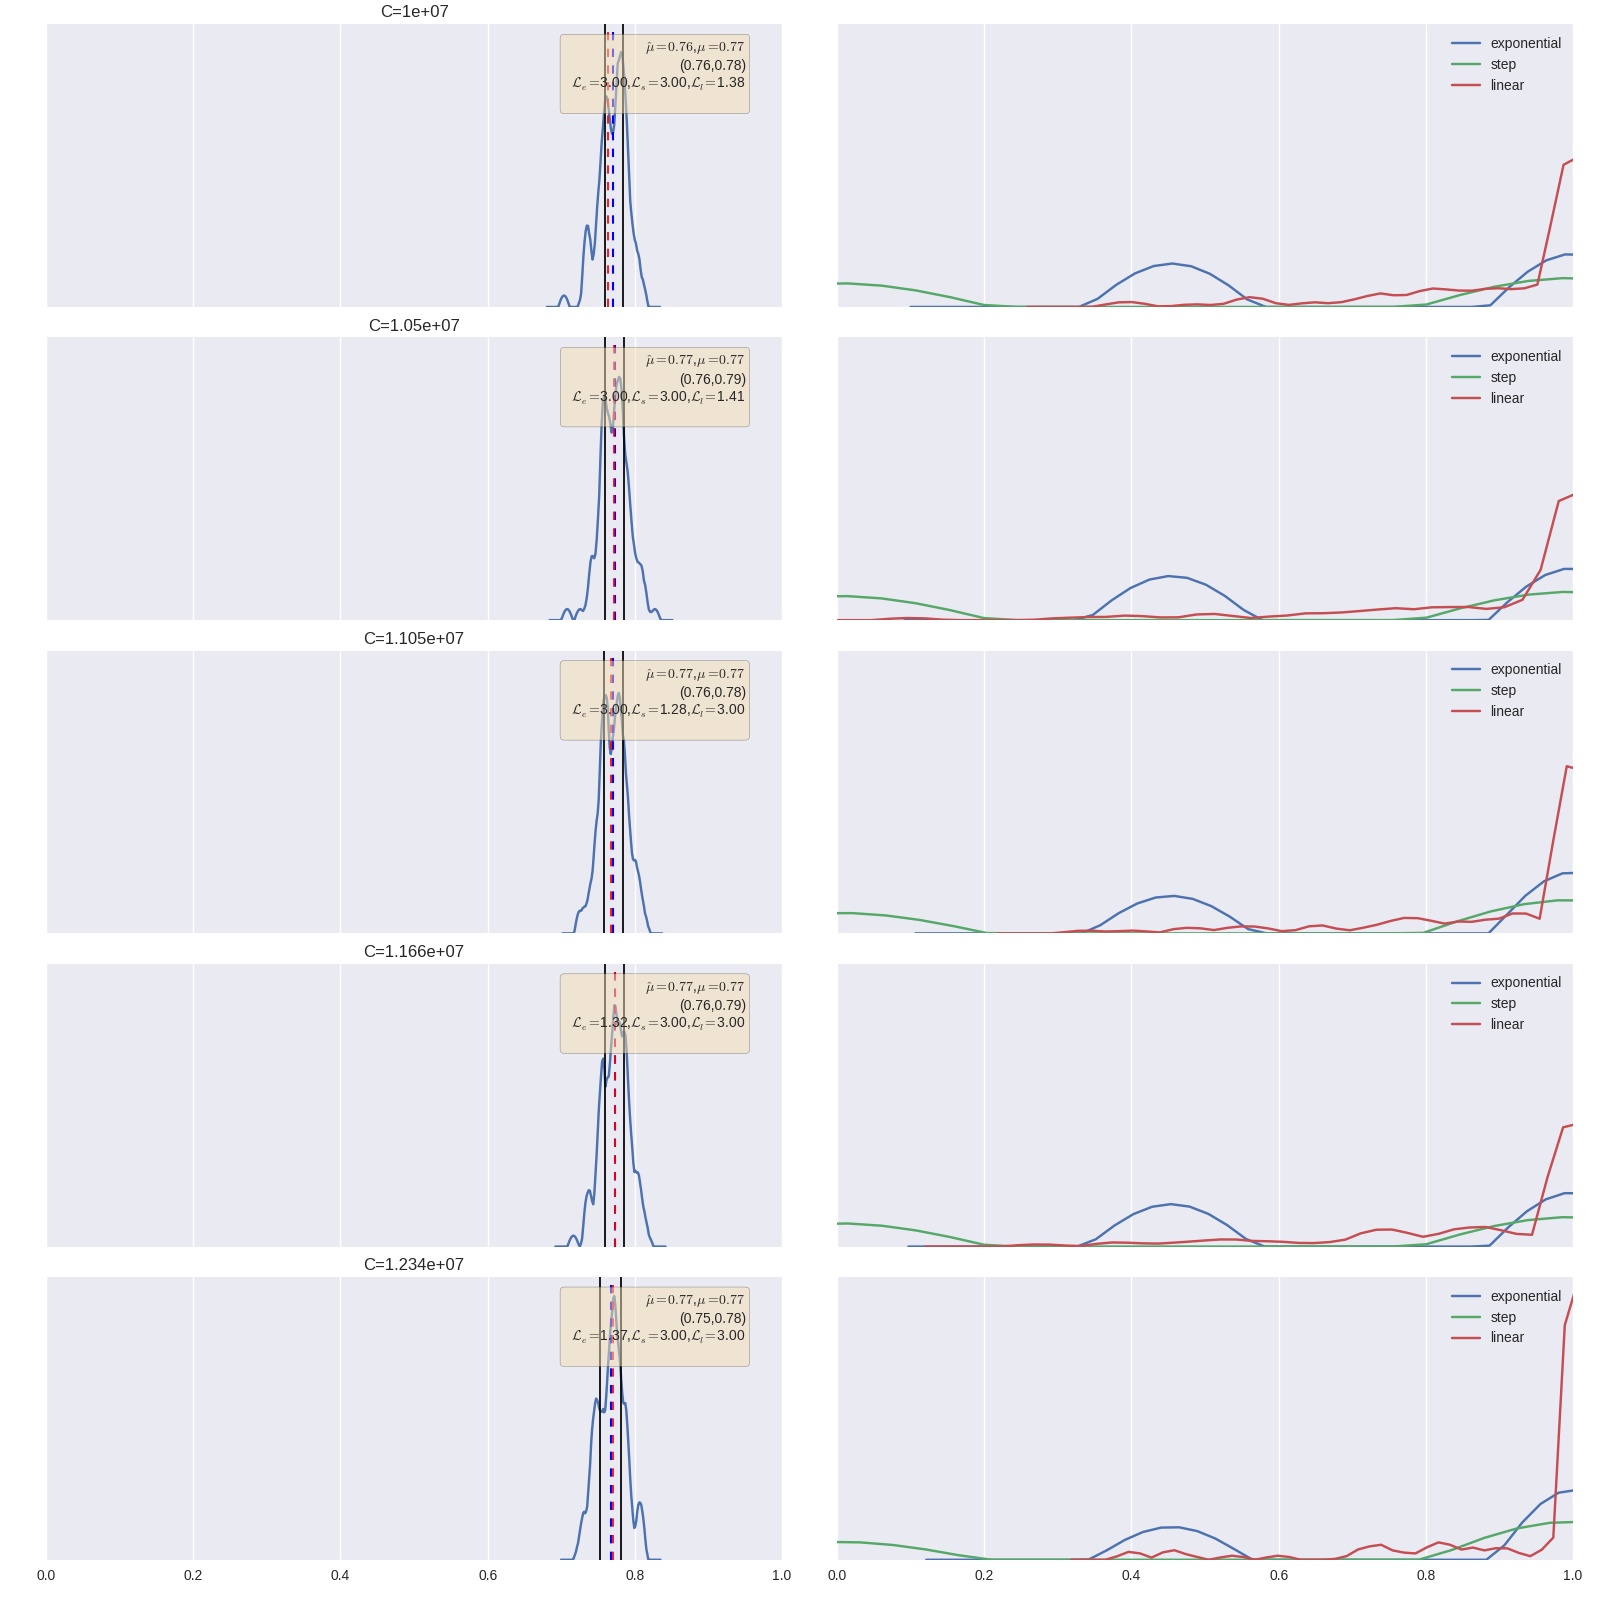 C=1e+07
μ̂=0.76,μ=0.77
(0.76,0.78)
ℒₑ=3.00,ℒₛ=3.00,ℒₗ=1.38
exponential
step
linear
C=1.05e+07
μ̂=0.77,μ=0.77
(0.76,0.79)
ℒₑ=3.00,ℒₛ=3.00,ℒₗ=1.41
exponential
step
linear
C=1.105e+07
μ̂=0.77,μ=0.77
(0.76,0.78)
ℒₑ=3.00,ℒₛ=1.28,ℒₗ=3.00
exponential
step
linear
C=1.166e+07
μ̂=0.77,μ=0.77
(0.76,0.79)
ℒₑ=1.32,ℒₛ=3.00,ℒₗ=3.00
exponential
step
linear
C=1.234e+07
μ̂=0.77,μ=0.77
(0.75,0.78)
ℒₑ=1.37,ℒₛ=3.00,ℒₗ=3.00
exponential
step
linear
0.0 0.2 0.4 0.6 0.8 1.0
0.0 0.2 0.4 0.6 0.8 1.0